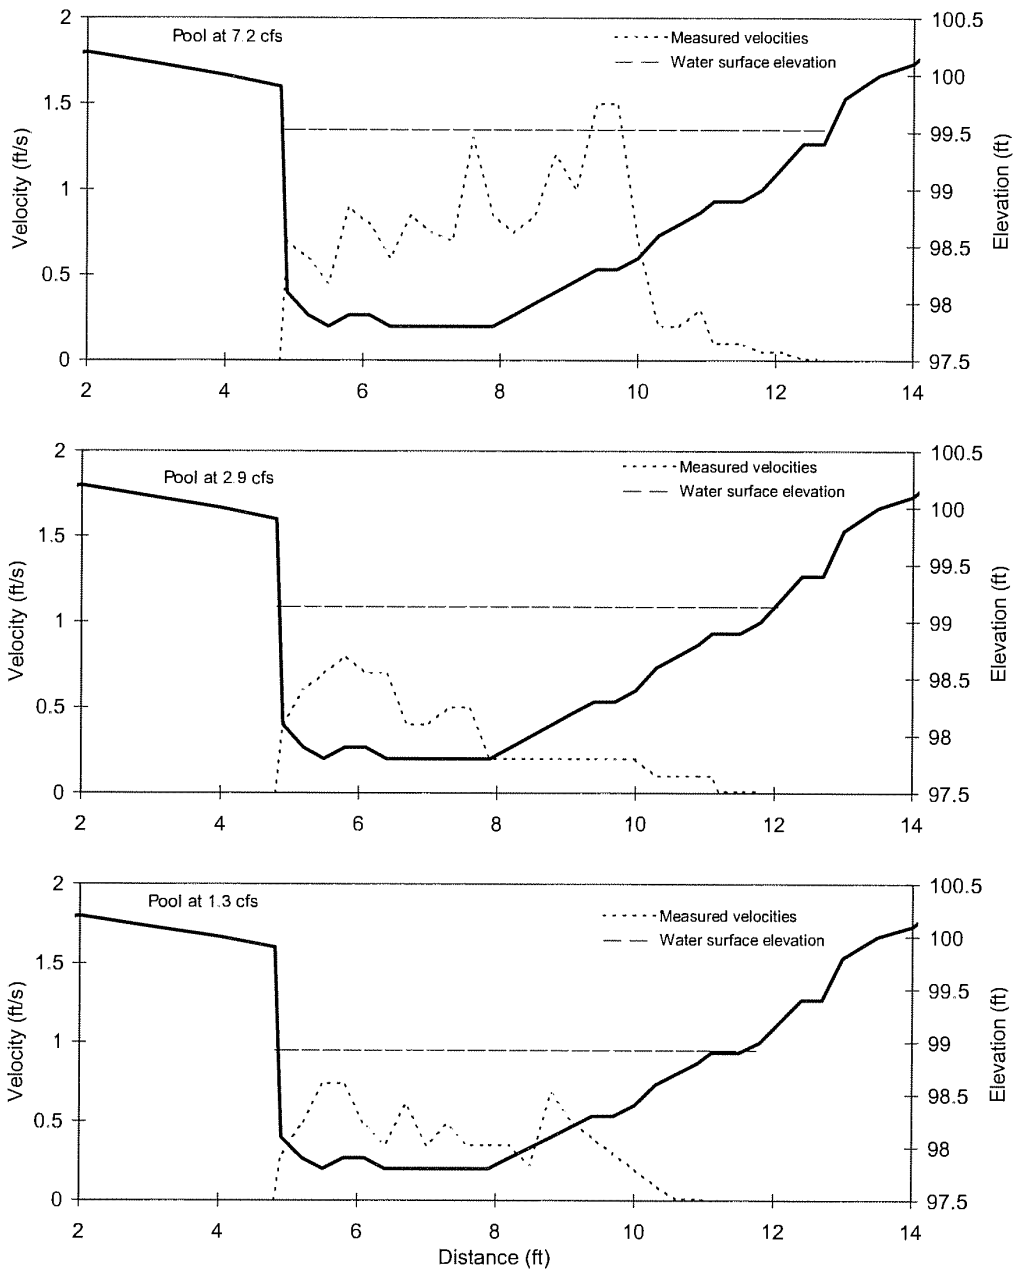 Pool at 7.2 cfs
Measured velocities
Water surface elevation
2
1.5
1
0.5
0
Velocity (ft/s)
100.5
100
99.5
99
98.5
98
97.5
Elevation (ft)
2 4 6 8 10 12 14
Pool at 2.9 cfs
Measured velocities
Water surface elevation
2
1.5
1
0.5
0
Velocity (ft/s)
100.5
100
99.5
99
98.5
98
97.5
Elevation (ft)
2 4 6 8 10 12 14
Pool at 1.3 cfs
Measured velocities
Water surface elevation
2
1.5
1
0.5
0
Velocity (ft/s)
100.5
100
99.5
99
98.5
98
97.5
Elevation (ft)
2 4 6 8 10 12 14
Distance (ft)